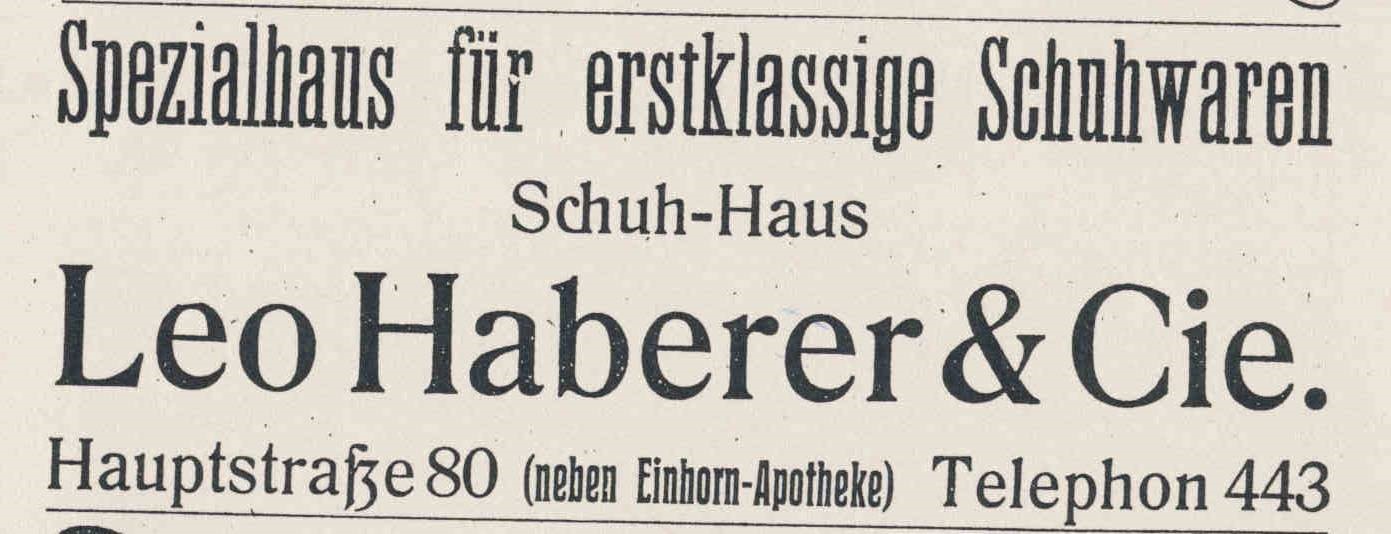 Spezialhaus für erstklassige Schuhwaren
Schuh-Haus
Leo Haberer & Cie.
Hauptstraße 80 (neben Einhorn-Apotheke) Telephon 443